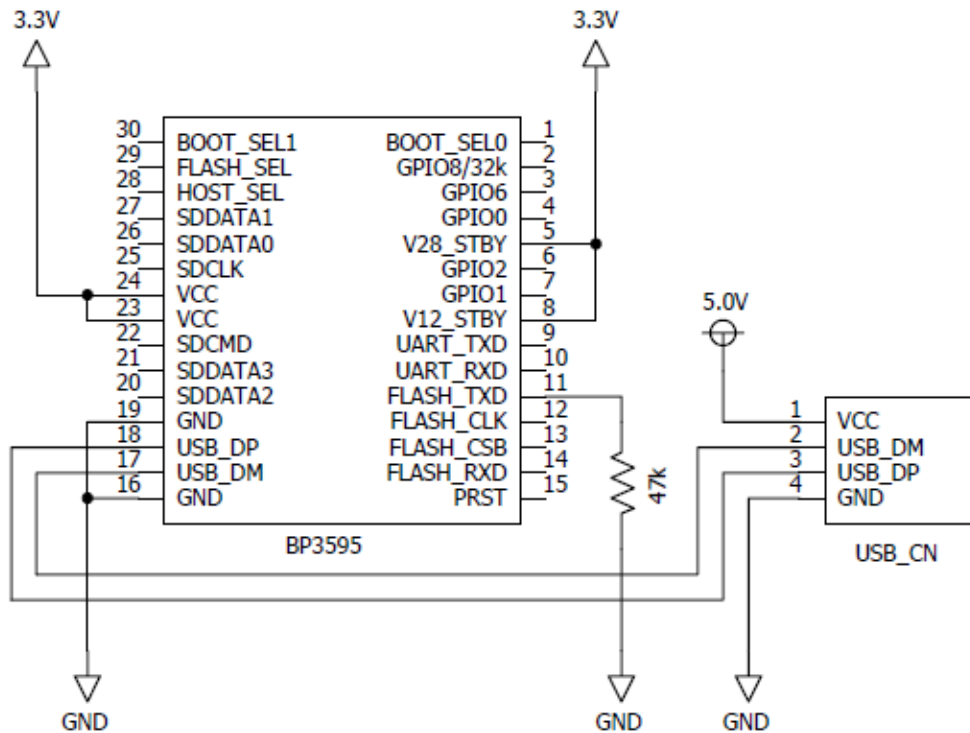 3.3V 3.3V
30 BOOT_SEL1 BOOT_SEL0 1
29 FLASH_SEL GPIO8/32k 2
28 HOST_SEL GPIO6 3
27 SDDATA1 GPIO0 4
26 SDDATA0 V28_STBY 5
25 SDCLK GPIO2 6
24 VCC GPIO1 7
23 VCC V12_STBY 8
22 SDCMD UART_TXD 9
21 SDDATA3 UART_RXD 10
20 SDDATA2 FLASH_TXD 11
19 GND FLASH_CLK 12
18 USB_DP FLASH_CSB 13
17 USB_DM FLASH_RXD 14
16 GND PRST 15
BP3595
47k
5.0V
1 VCC
2 USB_DM
3 USB_DP
4 GND
USB_CN
GND GND GND